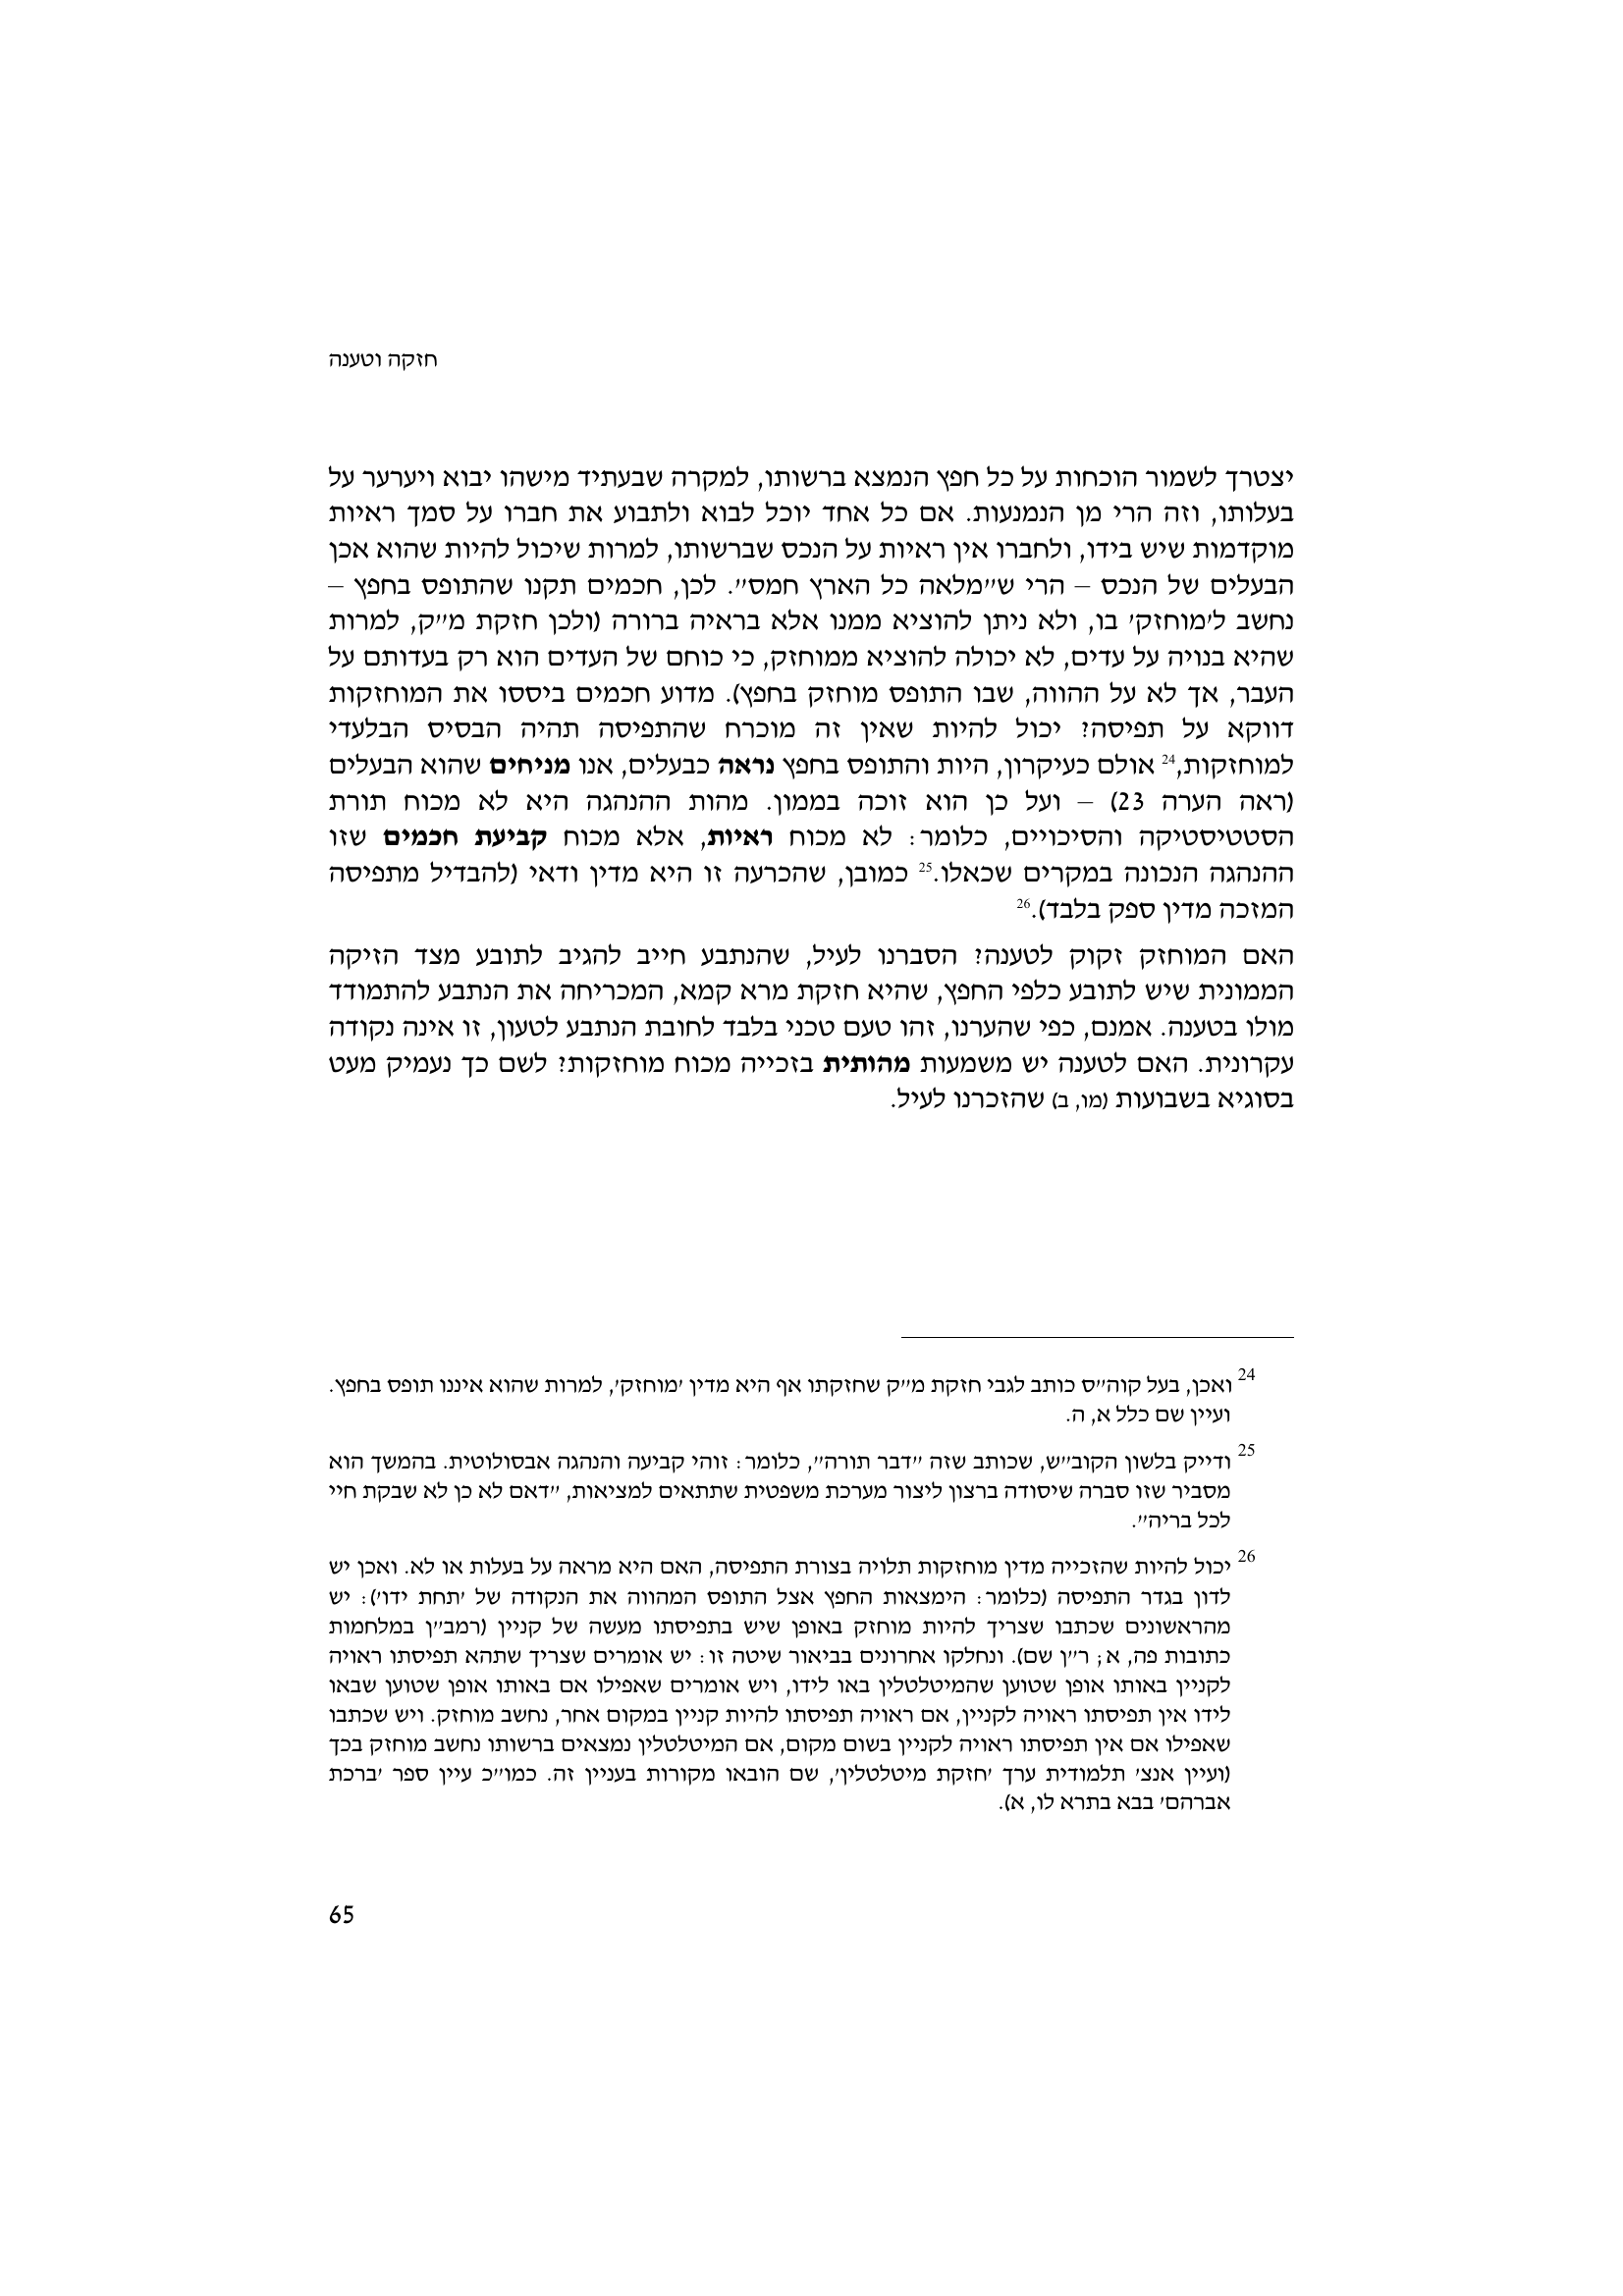 חזקה וטענה
יצטרך לשמור הוכחות על כל חפץ הנמצא ברשותו, למקרה שבעתיד מישהו יבוא ויערער על
בעלותו, וזה הרי מן הנמנעות. אם כל אחד יוכל לבוא ולתבוע את חברו על סמך ראיות
מוקדמות שיש בידו, ולחברו אין ראיות על הנכס שברשותו, למרות שיכול להיות שהוא אכן
הבעלים של הנכס – הרי ש"מלאה כל הארץ חמס". לכן, חכמים תקנו שהתופס בחפץ –
נחשב ל'מוחזק' בו, ולא ניתן להוציא ממנו אלא בראיה ברורה (ולכן חזקת מ"ק, למרות
שהיא בנויה על עדים, לא יכולה להוציא ממוחזק, כי כוחם של העדים הוא רק בעדותם על
העבר, אך לא על ההווה, שבו התופס מוחזק בחפץ). מדוע חכמים ביססו את המוחזקות
דווקא על תפיסה? יכול להיות שאין זה מוכרח שהתפיסה תהיה הבסיס הבלעדי
למוחזקות,24 אולם כעיקרון, היות והתופס בחפץ נראה כבעלים, אנו מניחים שהוא הבעלים
(ראה הערה 23) – ועל כן הוא זוכה בממון. מהות ההנהגה היא לא מכוח תורת
הסטטיסטיקה והסיכויים, כלומר: לא מכוח ראיות, אלא מכוח קביעת חכמים שזו
ההנהגה הנכונה במקרים שכאלו.25 כמובן, שהכרעה זו היא מדין ודאי (להבדיל מתפיסה
המזכה מדין ספק בלבד).26
האם המוחזק זקוק לטענה? הסברנו לעיל, שהנתבע חייב להגיב לתובע מצד הזיקה
הממונית שיש לתובע כלפי החפץ, שהיא חזקת מרא קמא, המכריחה את הנתבע להתמודד
מולו בטענה. אמנם, כפי שהערנו, זהו טעם טכני בלבד לחובת הנתבע לטעון, זו אינה נקודה
עקרונית. האם לטענה יש משמעות מהותית בזכייה מכוח מוחזקות? לשם כך נעמיק מעט
בסוגיא בשבועות (מו, ב) שהזכרנו לעיל.
24 ואכן, בעל קוה"ס כותב לגבי חזקת מ"ק שחזקתו אף היא מדין 'מוחזק', למרות שהוא איננו תופס בחפץ.
ועיין שם כלל א, ה.
25 ודייק בלשון הקוב"ש, שכותב שזה "דבר תורה", כלומר: זוהי קביעה והנהגה אבסולוטית. בהמשך הוא
מסביר שזו סברה שיסודה ברצון ליצור מערכת משפטית שתתאים למציאות, "דאם לא כן לא שבקת חיי
לכל בריה".
26 יכול להיות שהזכייה מדין מוחזקות תלויה בצורת התפיסה, האם היא מראה על בעלות או לא. ואכן יש
לדון בגדר התפיסה (כלומר: הימצאות החפץ אצל התופס המהווה את הנקודה של 'תחת ידו'): יש
מהראשונים שכתבו שצריך להיות מוחזק באופן שיש בתפיסתו מעשה של קניין (רמב"ן במלחמות
כתובות פה, א; ר"ן שם). ונחלקו אחרונים בביאור שיטה זו: יש אומרים שצריך שתהא תפיסתו ראויה
לקניין באותו אופן שטוען שהמיטלטלין באו לידו, ויש אומרים שאפילו אם באותו אופן שטוען שבאו
לידו אין תפיסתו ראויה לקניין, אם ראויה תפיסתו להיות קניין במקום אחר, נחשב מוחזק. ויש שכתבו
שאפילו אם אין תפיסתו ראויה לקניין בשום מקום, אם המיטלטלין נמצאים ברשותו נחשב מוחזק בכך
(ועיין אנצ' תלמודית ערך 'חזקת מיטלטלין', שם הובאו מקורות בעניין זה. כמו"כ עיין ספר 'ברכת
אברהם' בבא בתרא לו, א).
65